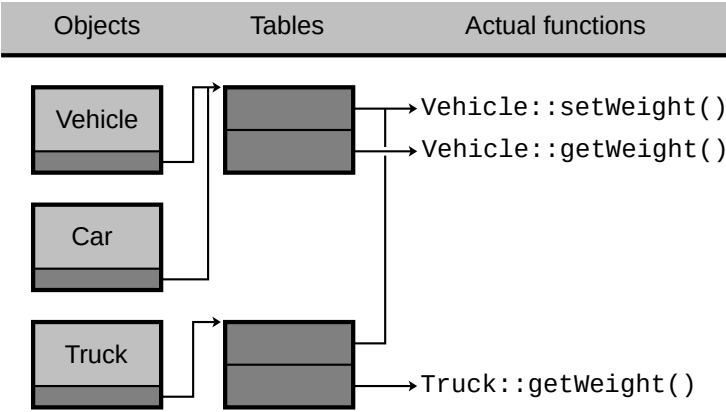 Objects Tables Actual functions
Vehicle
Vehicle::setWeight()
Vehicle::getWeight()
Car
Truck
Truck::getWeight()